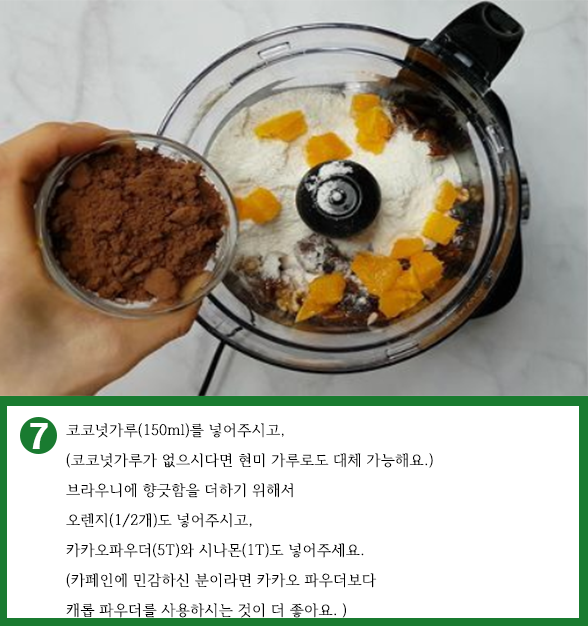 7
코코넛가루(150ml)를 넣어주시고,
(코코넛가루가 없으시다면 현미 가루로도 대체 가능해요.)
브라우니에 향긋함을 더하기 위해서
오렌지(1/2개)도 넣어주시고,
카카오파우더(5T)와 시나몬(1T)도 넣어주세요.
(카페인에 민감하신 분이라면 카카오 파우더보다
캐롭 파우더를 사용하시는 것이 더 좋아요. )